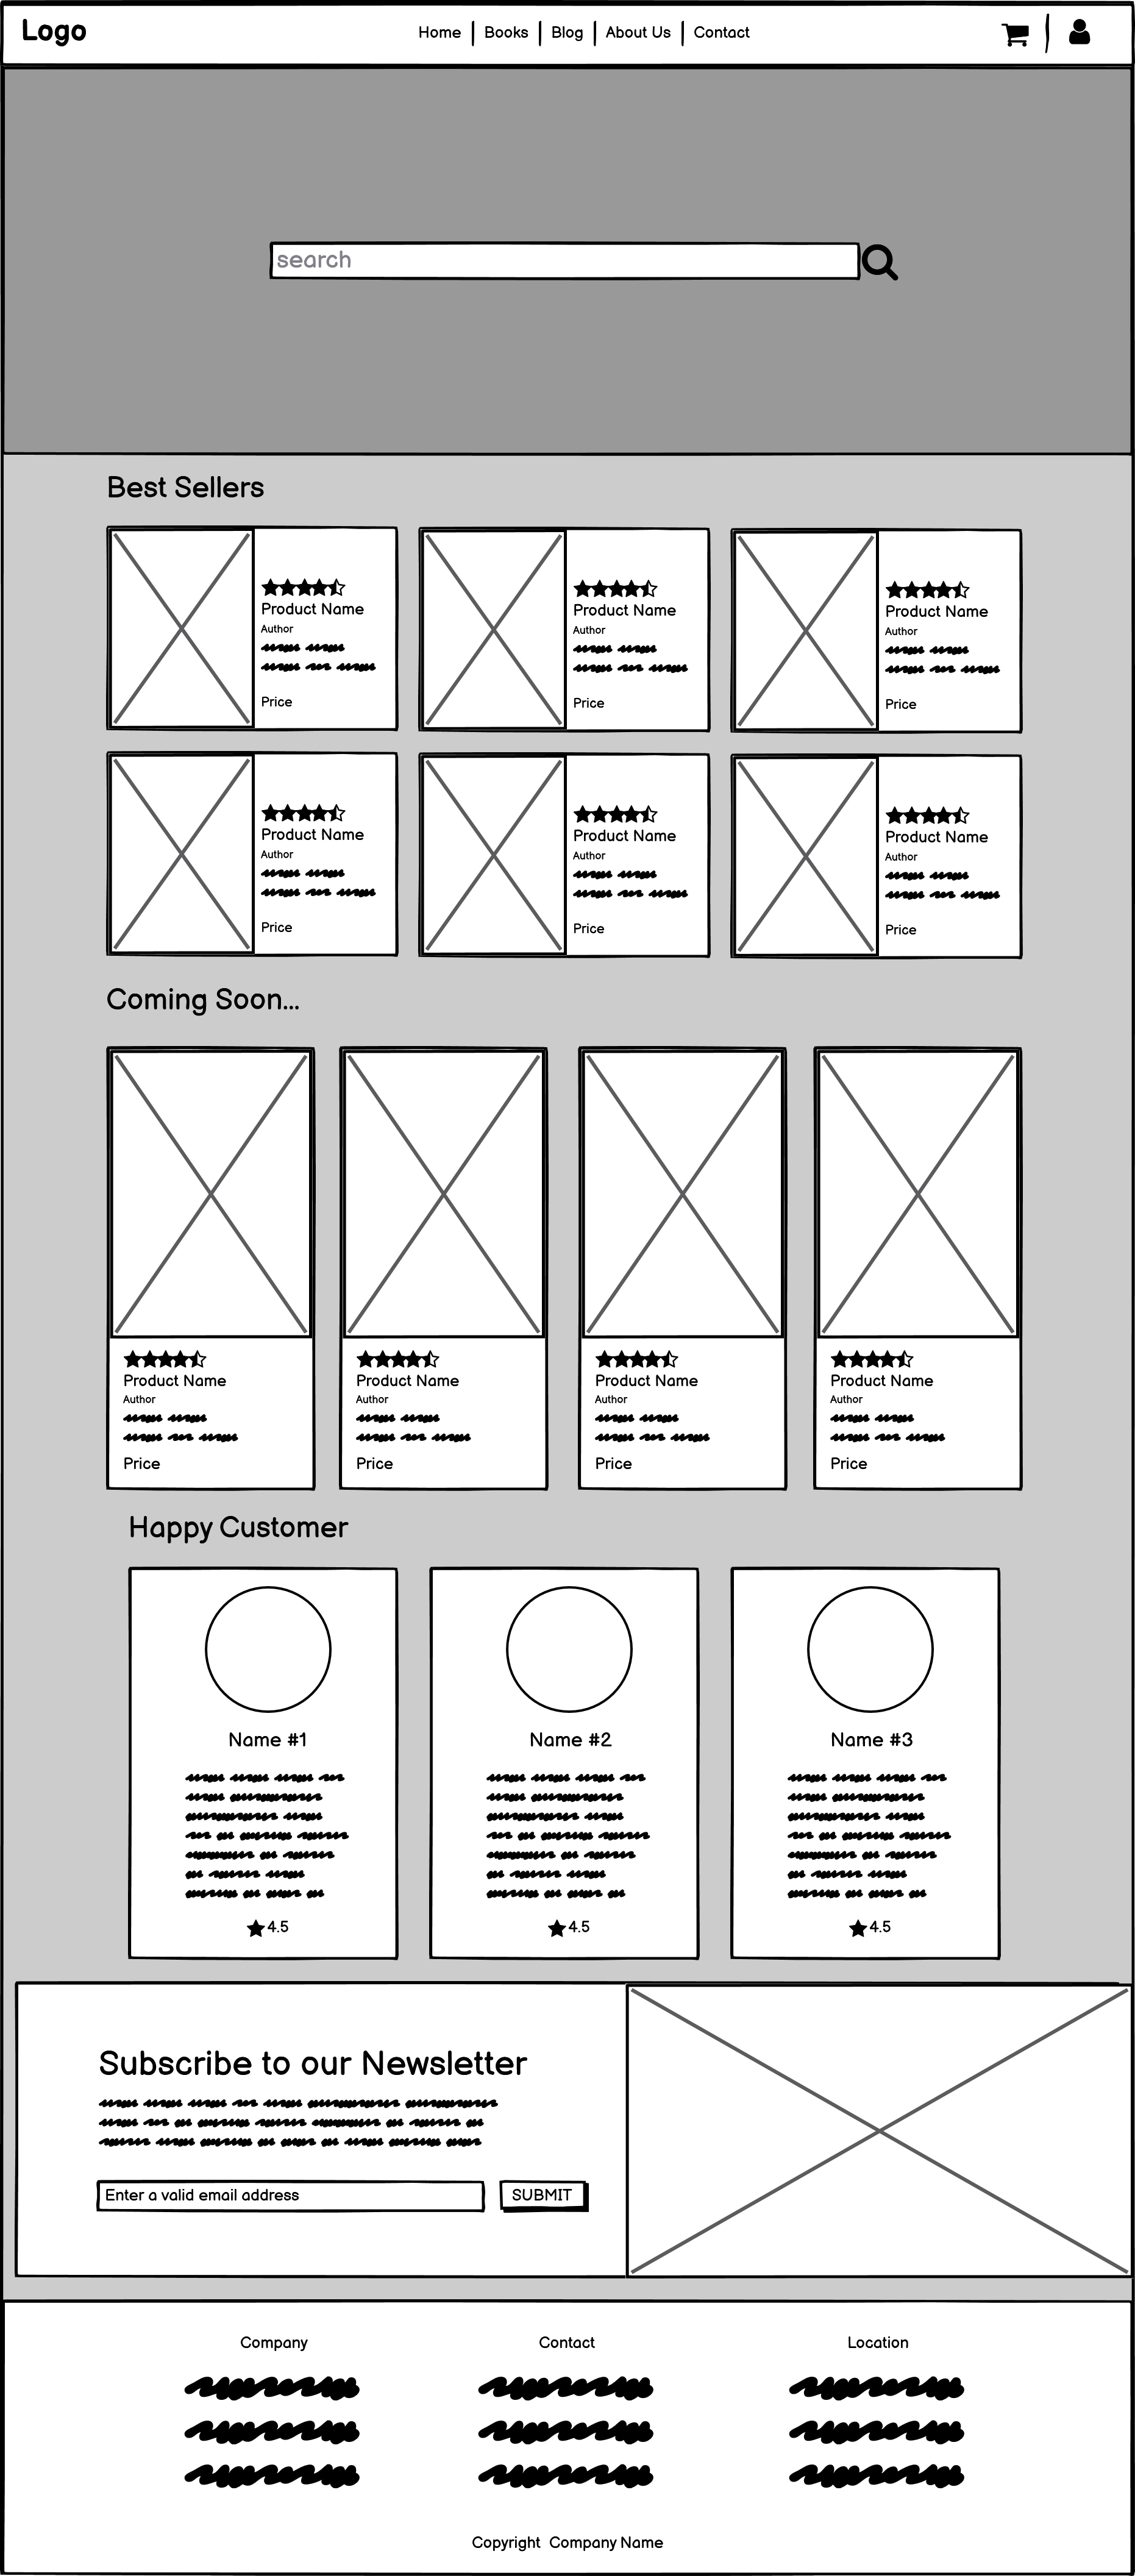 Logo
Home | Books | Blog | About Us | Contact
search
Best Sellers
Product Name
Author
Price
Product Name
Author
Price
Product Name
Author
Price
Product Name
Author
Price
Product Name
Author
Price
Product Name
Author
Price
Coming Soon...
Product Name
Author
Price
Product Name
Author
Price
Product Name
Author
Price
Product Name
Author
Price
Happy Customer
Name #1
4.5
Name #2
4.5
Name #3
4.5
Subscribe to our Newsletter
Enter a valid email address
SUBMIT
Company
Contact
Location
Copyright Company Name